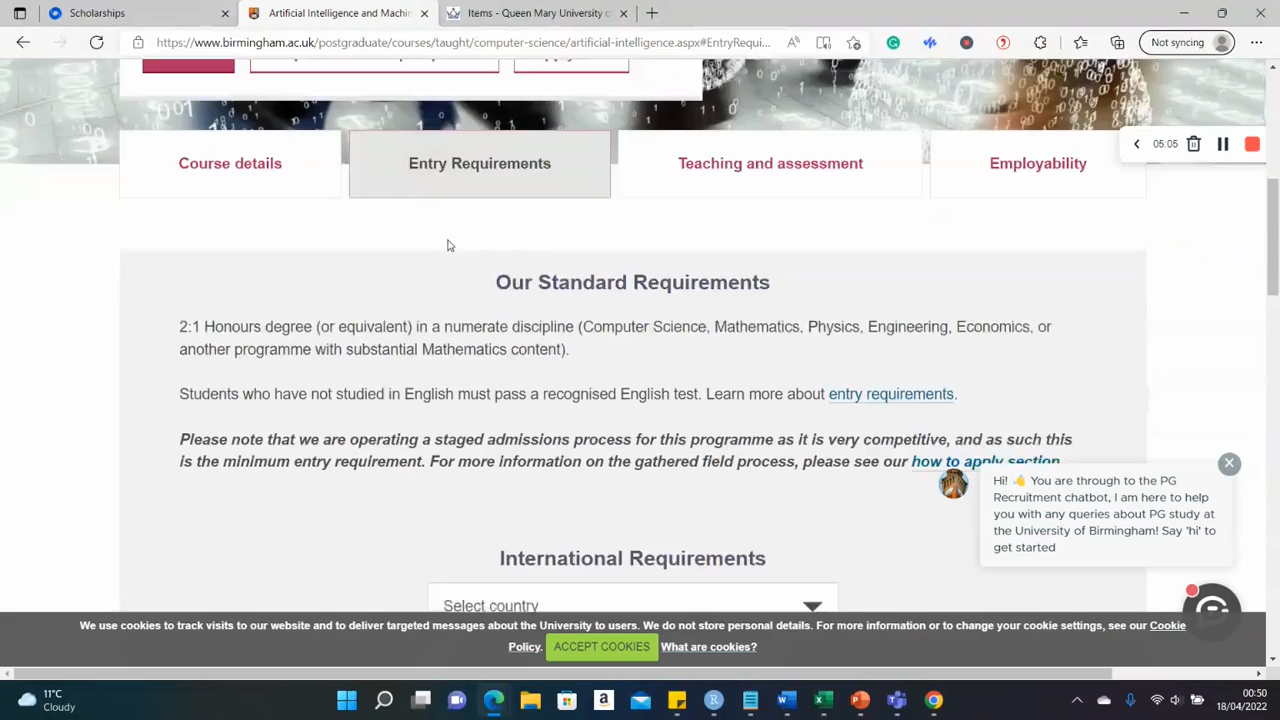 Scholarships
Artificial Intelligence and Machin
Items - Queen Mary University o
https://www.birmingham.ac.uk/postgraduate/courses/taught/computer-science/artificial-intelligence.aspx#EntryRequi...
Not syncing
05:05
Course details
Entry Requirements
Teaching and assessment
Employability
Our Standard Requirements
2:1 Honours degree (or equivalent) in a numerate discipline (Computer Science, Mathematics, Physics, Engineering, Economics, or
another programme with substantial Mathematics content).
Students who have not studied in English must pass a recognised English test. Learn more about entry requirements.
Please note that we are operating a staged admissions process for this programme as it is very competitive, and as such this
is the minimum entry requirement. For more information on the gathered field process, please see our how to apply section
Hi! 👋 You are through to the PG
Recruitment chatbot, I am here to help
you with any queries about PG study at
the University of Birmingham! Say 'hi' to
get started
International Requirements
Select country
We use cookies to track visits to our website and to deliver targeted messages about the University to users. We do not store personal details. For more information or to change your cookie settings, see our Cookie
Policy. ACCEPT COOKIES What are cookies?
11°C
Cloudy
00:50
18/04/2022